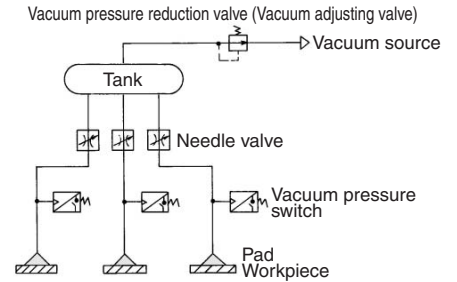 Vacuum pressure reduction valve (Vacuum adjusting valve)
Vacuum source
Tank
Needle valve
Vacuum pressure
switch
Pad
Workpiece